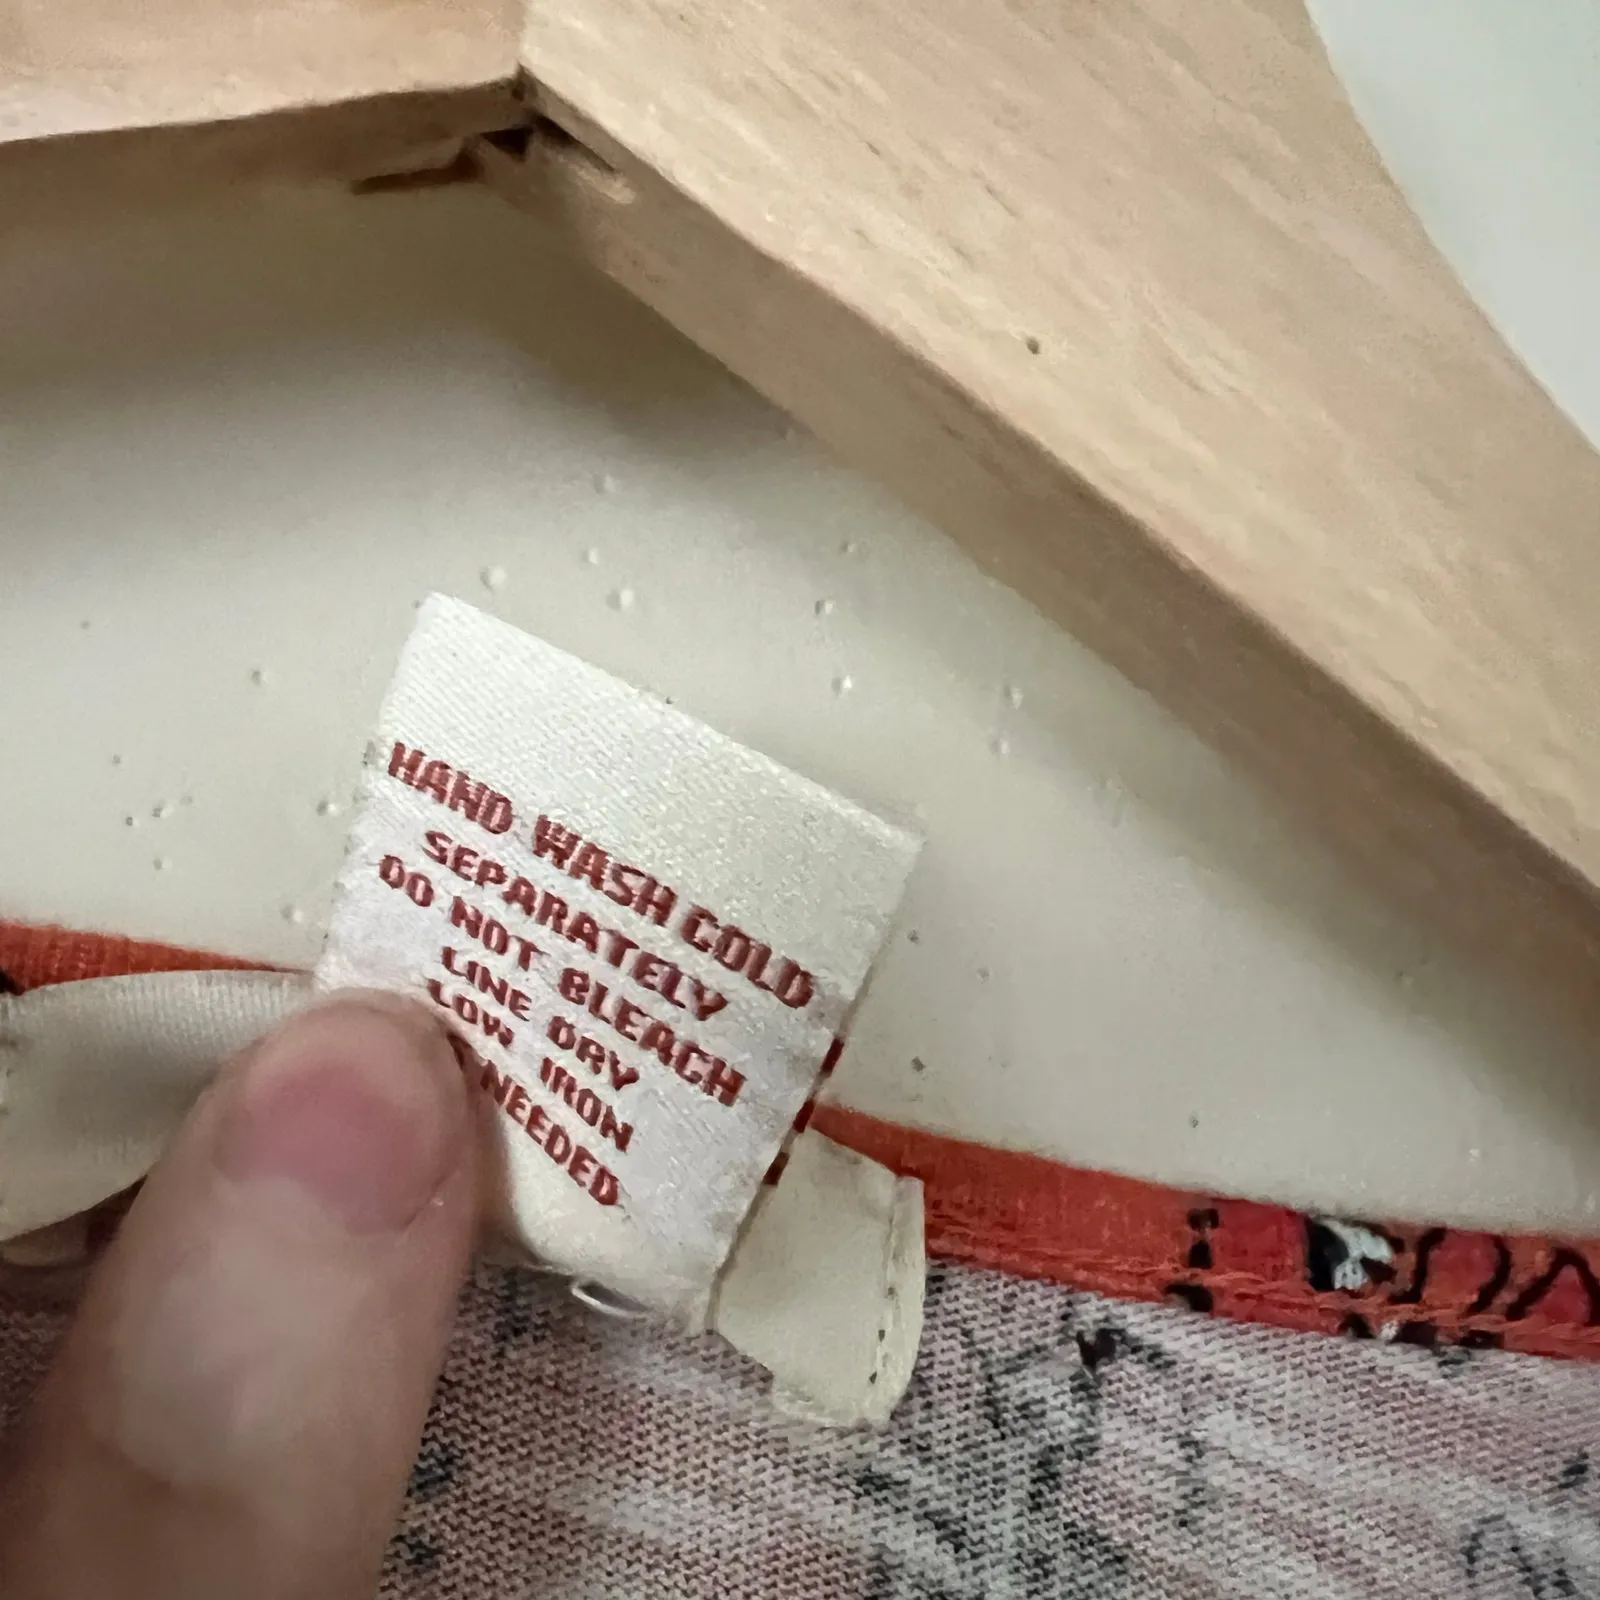 HAND WASH COLD
SEPARATELY
DO NOT BLEACH
LINE DRY
LOW IRON
NEEDED